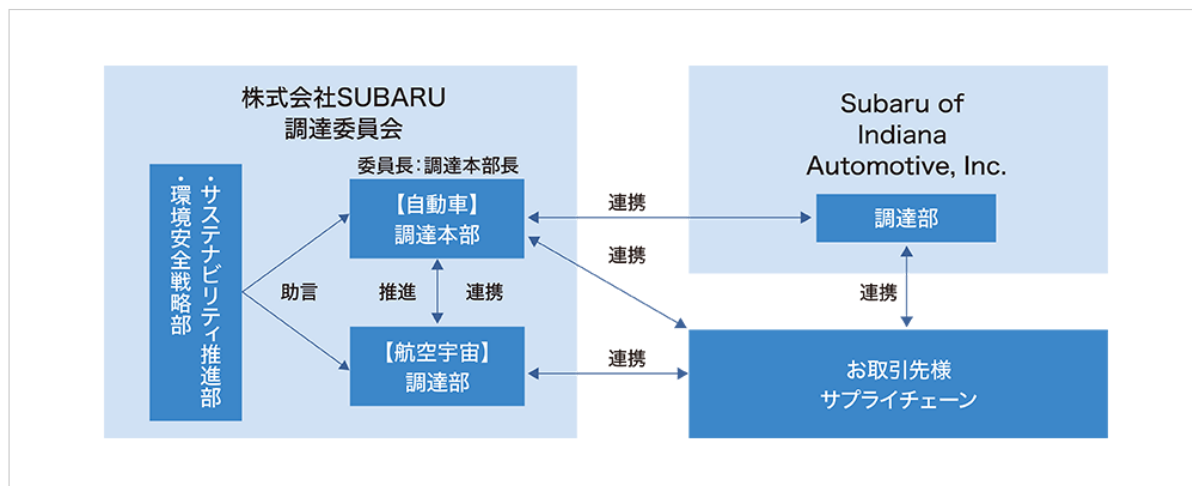 株式会社SUBARU
調達委員会
委員長：調達本部長
・サステナビリティ推進部
・環境安全戦略部
助言
【自動車】
調達本部
推進
連携
【航空宇宙】
調達部
連携
連携
連携
Subaru of
Indiana
Automotive, Inc.
調達部
連携
お取引先様
サプライチェーン